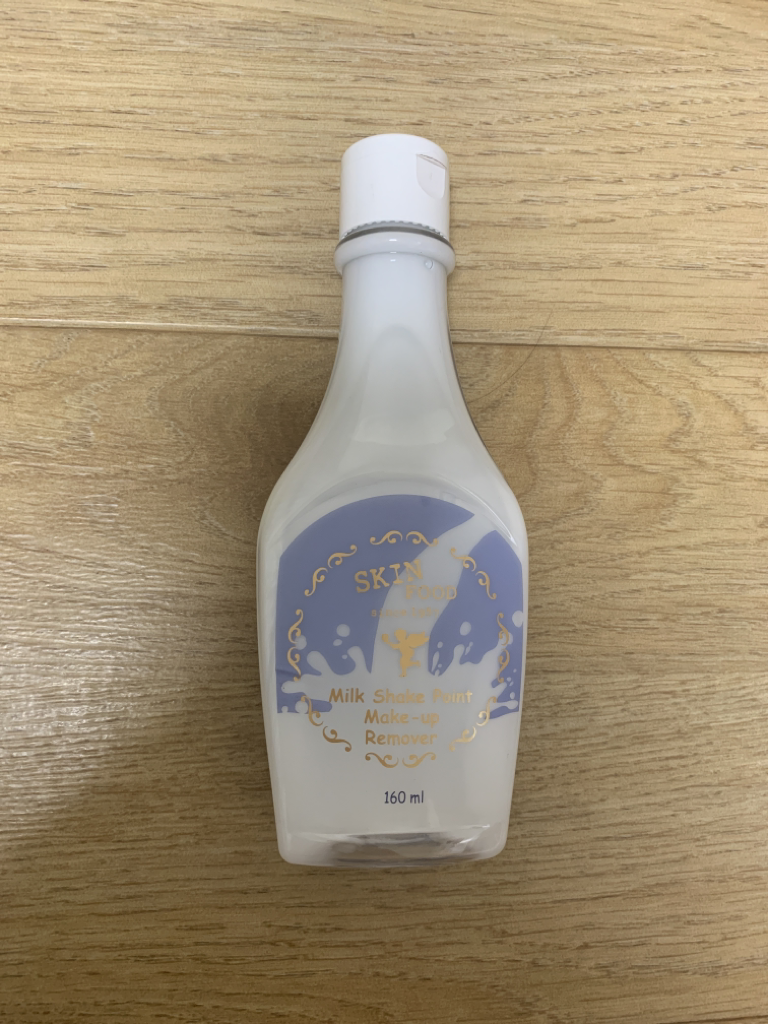 SKIN
FOOD
Milk Shake Point
Make-up
Remover
160 ml